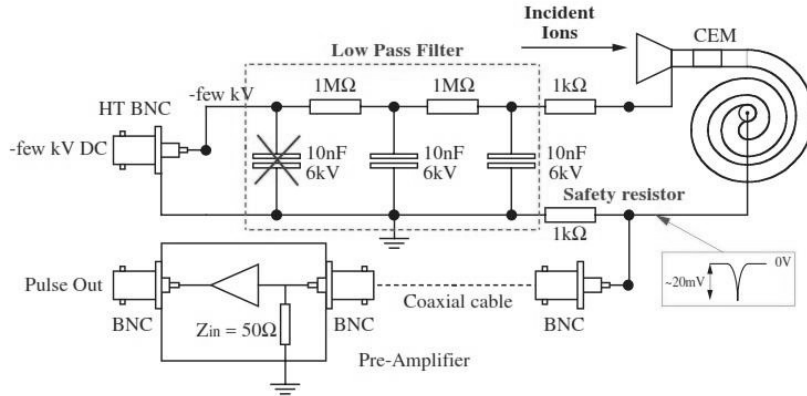 Incident
Ions
CEM
Low Pass Filter
-few kV
1MΩ
1MΩ
1kΩ
HT BNC
-few kV DC
10nF
6kV
10nF
6kV
10nF
6kV
Safety resistor
1kΩ
0V
~20mV
Pulse Out
BNC
Zin = 50Ω
BNC
Coaxial cable
BNC
Pre-Amplifier